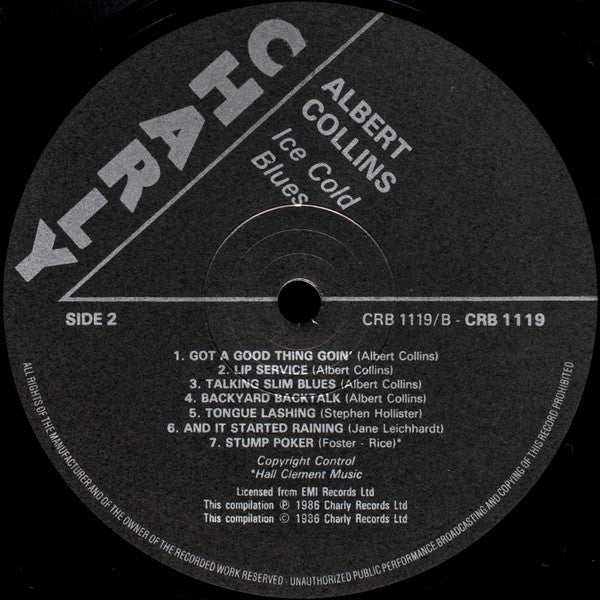 CHARLY
ALBERT
COLLINS
Ice Cold
Blues
SIDE 2
CRB 1119/B - CRB 1119
1. GOT A GOOD THING GOIN' (Albert Collins)
2. LIP SERVICE (Albert Collins)
3. TALKING SLIM BLUES (Albert Collins)
4. BACKYARD BACKTALK (Albert Collins)
5. TONGUE LASHING (Stephen Hollister)
6. AND IT STARTED RAINING (Jane Leichhardt)
7. STUMP POKER (Foster - Rice)*
Copyright Control
*Hall Clement Music
Licensed from EMI Records Ltd
This compilation ℗ 1986 Charly Records Ltd
This compilation © 1986 Charly Records Ltd
ALL RIGHTS OF THE MANUFACTURER AND OF THE OWNER OF THE RECORDED WORK RESERVED - UNAUTHORIZED PUBLIC PERFORMANCE BROADCASTING AND COPYING OF THIS RECORD PROHIBITED